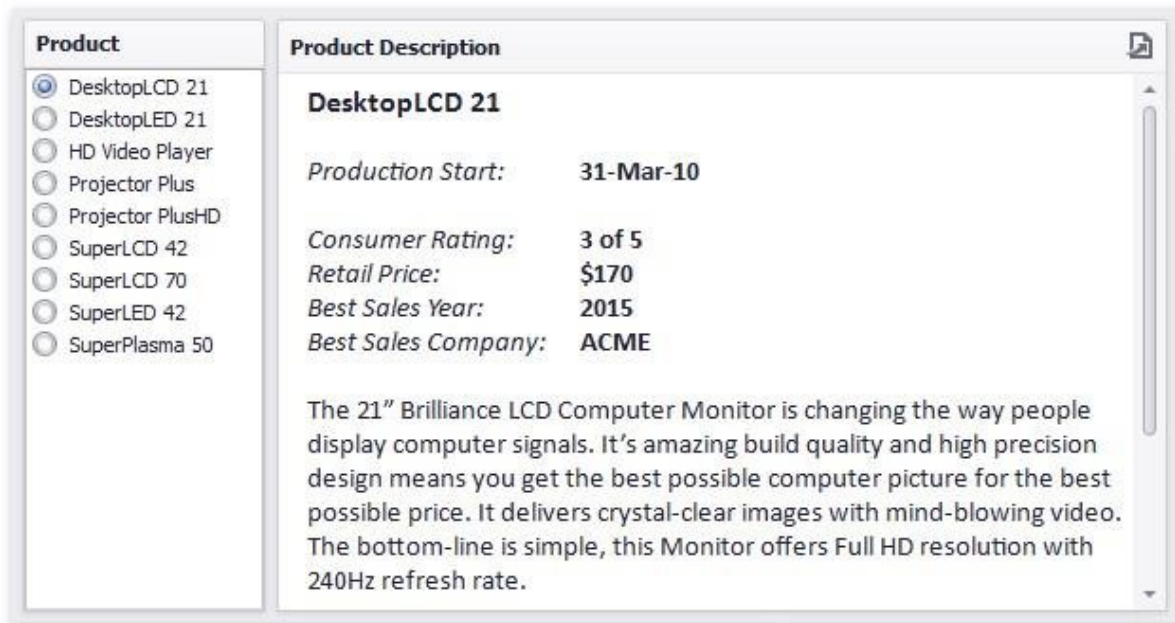 Product
DesktopLCD 21
DesktopLED 21
HD Video Player
Projector Plus
Projector PlusHD
SuperLCD 42
SuperLCD 70
SuperLED 42
SuperPlasma 50
Product Description
DesktopLCD 21
Production Start: 31-Mar-10
Consumer Rating: 3 of 5
Retail Price: $170
Best Sales Year: 2015
Best Sales Company: ACME
The 21” Brilliance LCD Computer Monitor is changing the way people
display computer signals. It’s amazing build quality and high precision
design means you get the best possible computer picture for the best
possible price. It delivers crystal-clear images with mind-blowing video.
The bottom-line is simple, this Monitor offers Full HD resolution with
240Hz refresh rate.